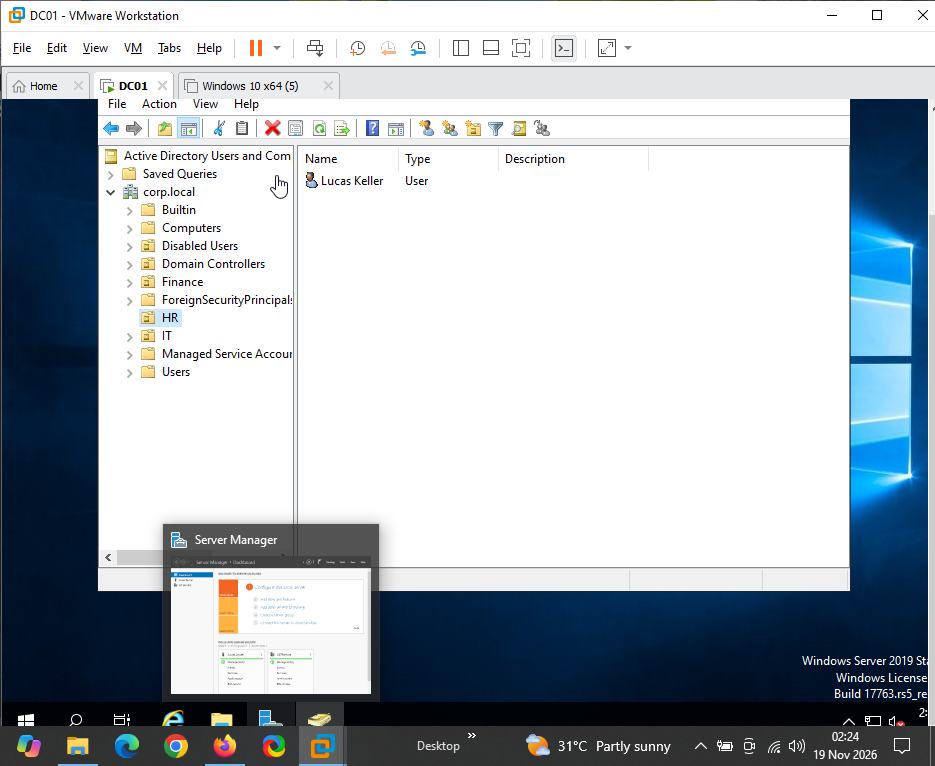 DC01 - VMware Workstation
File Edit View VM Tabs Help
Home DC01 Windows 10 x64 (5)
File Action View Help
Active Directory Users and Com
Saved Queries
corp.local
Builtin
Computers
Disabled Users
Domain Controllers
Finance
ForeignSecurityPrincipals
HR
IT
Managed Service Accoun
Users
Name Type Description
Lucas Keller User
Server Manager
Windows Server 2019 Sta
Windows License
Build 17763.rs5_re
2:
Desktop
31°C Partly sunny
02:24
19 Nov 2026